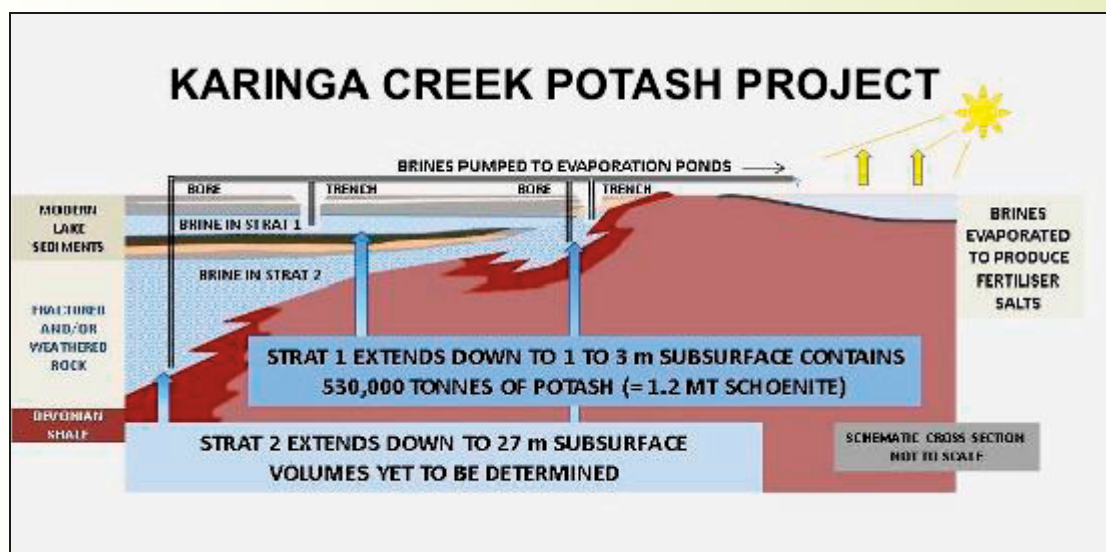 KARINGA CREEK POTASH PROJECT
BRINES PUMPED TO EVAPORATION PONDS
BORE
TRENCH
BORE
TRENCH
MODERN
LAKE
SEDIMENTS
BRINE IN STRAT 1
BRINE IN STRAT 2
BRINES
EVAPORATED
TO PRODUCE
FERTILISER
SALTS
FRACTURED
AND/OR
WEATHERED
ROCK
STRAT 1 EXTENDS DOWN TO 1 TO 3 m SUBSURFACE CONTAINS
530,000 TONNES OF POTASH (= 1.2 MT SCHOENITE)
DEVONIAN
SHALE
STRAT 2 EXTENDS DOWN TO 27 m SUBSURFACE
VOLUMES YET TO BE DETERMINED
SCHEMATIC CROSS SECTION
NOT TO SCALE